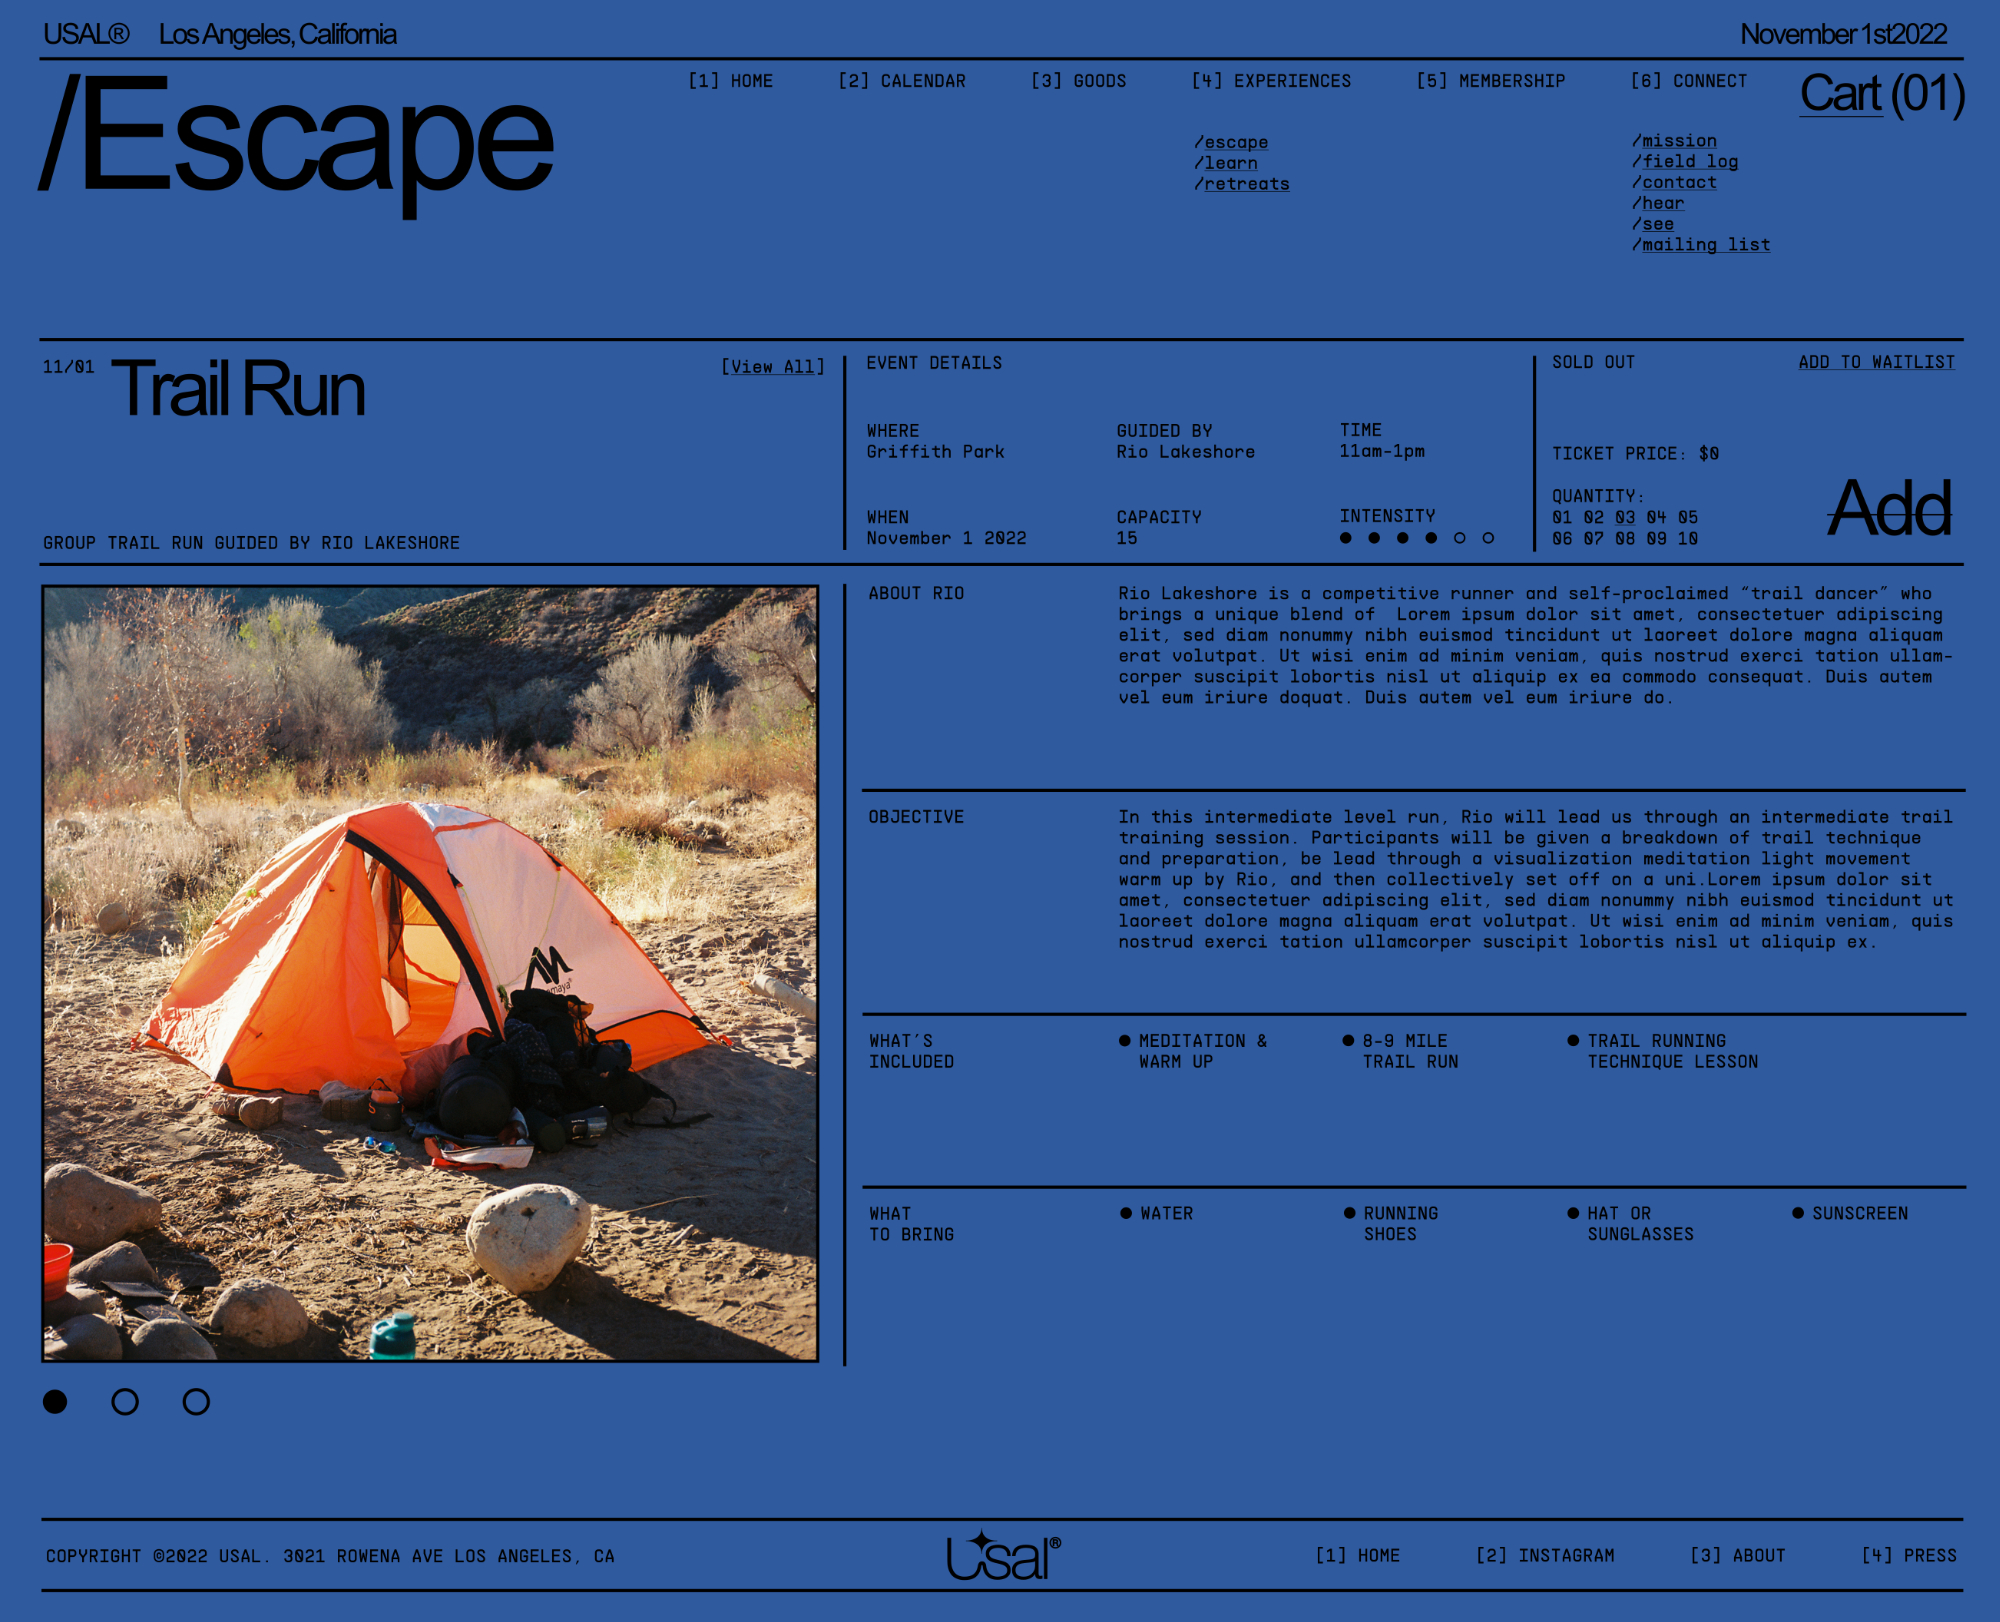 USAL® Los Angeles, California
November 1st2022
/Escape
[1] HOME
[2] CALENDAR
[3] GOODS
[4] EXPERIENCES
/escape
/learn
/retreats
[5] MEMBERSHIP
[6] CONNECT
/mission
/field log
/contact
/hear
/see
/mailing list
Cart (01)
11/01 Trail Run
[View All]
GROUP TRAIL RUN GUIDED BY RIO LAKESHORE
EVENT DETAILS
WHERE
Griffith Park
GUIDED BY
Rio Lakeshore
TIME
11am-1pm
WHEN
November 1 2022
CAPACITY
15
INTENSITY
SOLD OUT
ADD TO WAITLIST
TICKET PRICE: $0
QUANTITY:
01 02 03 04 05
06 07 08 09 10
Add
ABOUT RIO
Rio Lakeshore is a competitive runner and self-proclaimed “trail dancer” who
brings a unique blend of  Lorem ipsum dolor sit amet, consectetuer adipiscing
elit, sed diam nonummy nibh euismod tincidunt ut laoreet dolore magna aliquam
erat volutpat. Ut wisi enim ad minim veniam, quis nostrud exerci tation ullam-
corper suscipit lobortis nisl ut aliquip ex ea commodo consequat. Duis autem
vel eum iriure doquat. Duis autem vel eum iriure do.
OBJECTIVE
In this intermediate level run, Rio will lead us through an intermediate trail
training session. Participants will be given a breakdown of trail technique
and preparation, be lead through a visualization meditation light movement
warm up by Rio, and then collectively set off on a uni.Lorem ipsum dolor sit
amet, consectetuer adipiscing elit, sed diam nonummy nibh euismod tincidunt ut
laoreet dolore magna aliquam erat volutpat. Ut wisi enim ad minim veniam, quis
nostrud exerci tation ullamcorper suscipit lobortis nisl ut aliquip ex.
WHAT’S
INCLUDED
● MEDITATION &
WARM UP
● 8-9 MILE
TRAIL RUN
● TRAIL RUNNING
TECHNIQUE LESSON
WHAT
TO BRING
● WATER
● RUNNING
SHOES
● HAT OR
SUNGLASSES
● SUNSCREEN
COPYRIGHT ©2022 USAL. 3021 ROWENA AVE LOS ANGELES, CA
Usal®
[1] HOME
[2] INSTAGRAM
[3] ABOUT
[4] PRESS